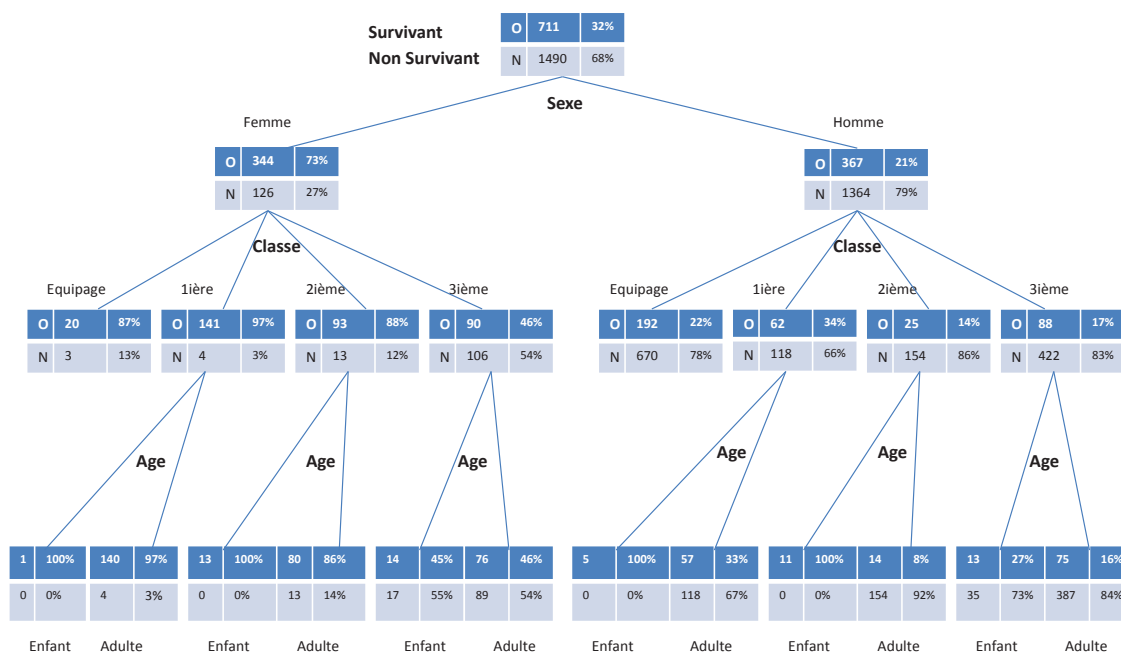 Survivant O 711 32%
Non Survivant N 1490 68%
Sexe
Femme Homme
O 344 73% O 367 21%
N 126 27% N 1364 79%
Classe Classe
Equipage 1ière 2ième 3ième Equipage 1ière 2ième 3ième
O 20 87% O 141 97% O 93 88% O 90 46% O 192 22% O 62 34% O 25 14% O 88 17%
N 3 13% N 4 3% N 13 12% N 106 54% N 670 78% N 118 66% N 154 86% N 422 83%
Age Age Age Age Age Age
1 100% 140 97% 13 100% 80 86% 14 45% 76 46% 5 100% 57 33% 11 100% 14 8% 13 27% 75 16%
0 0% 4 3% 0 0% 13 14% 17 55% 89 54% 0 0% 118 67% 0 0% 154 92% 35 73% 387 84%
Enfant Adulte Enfant Adulte Enfant Adulte Enfant Adulte Enfant Adulte Enfant Adulte